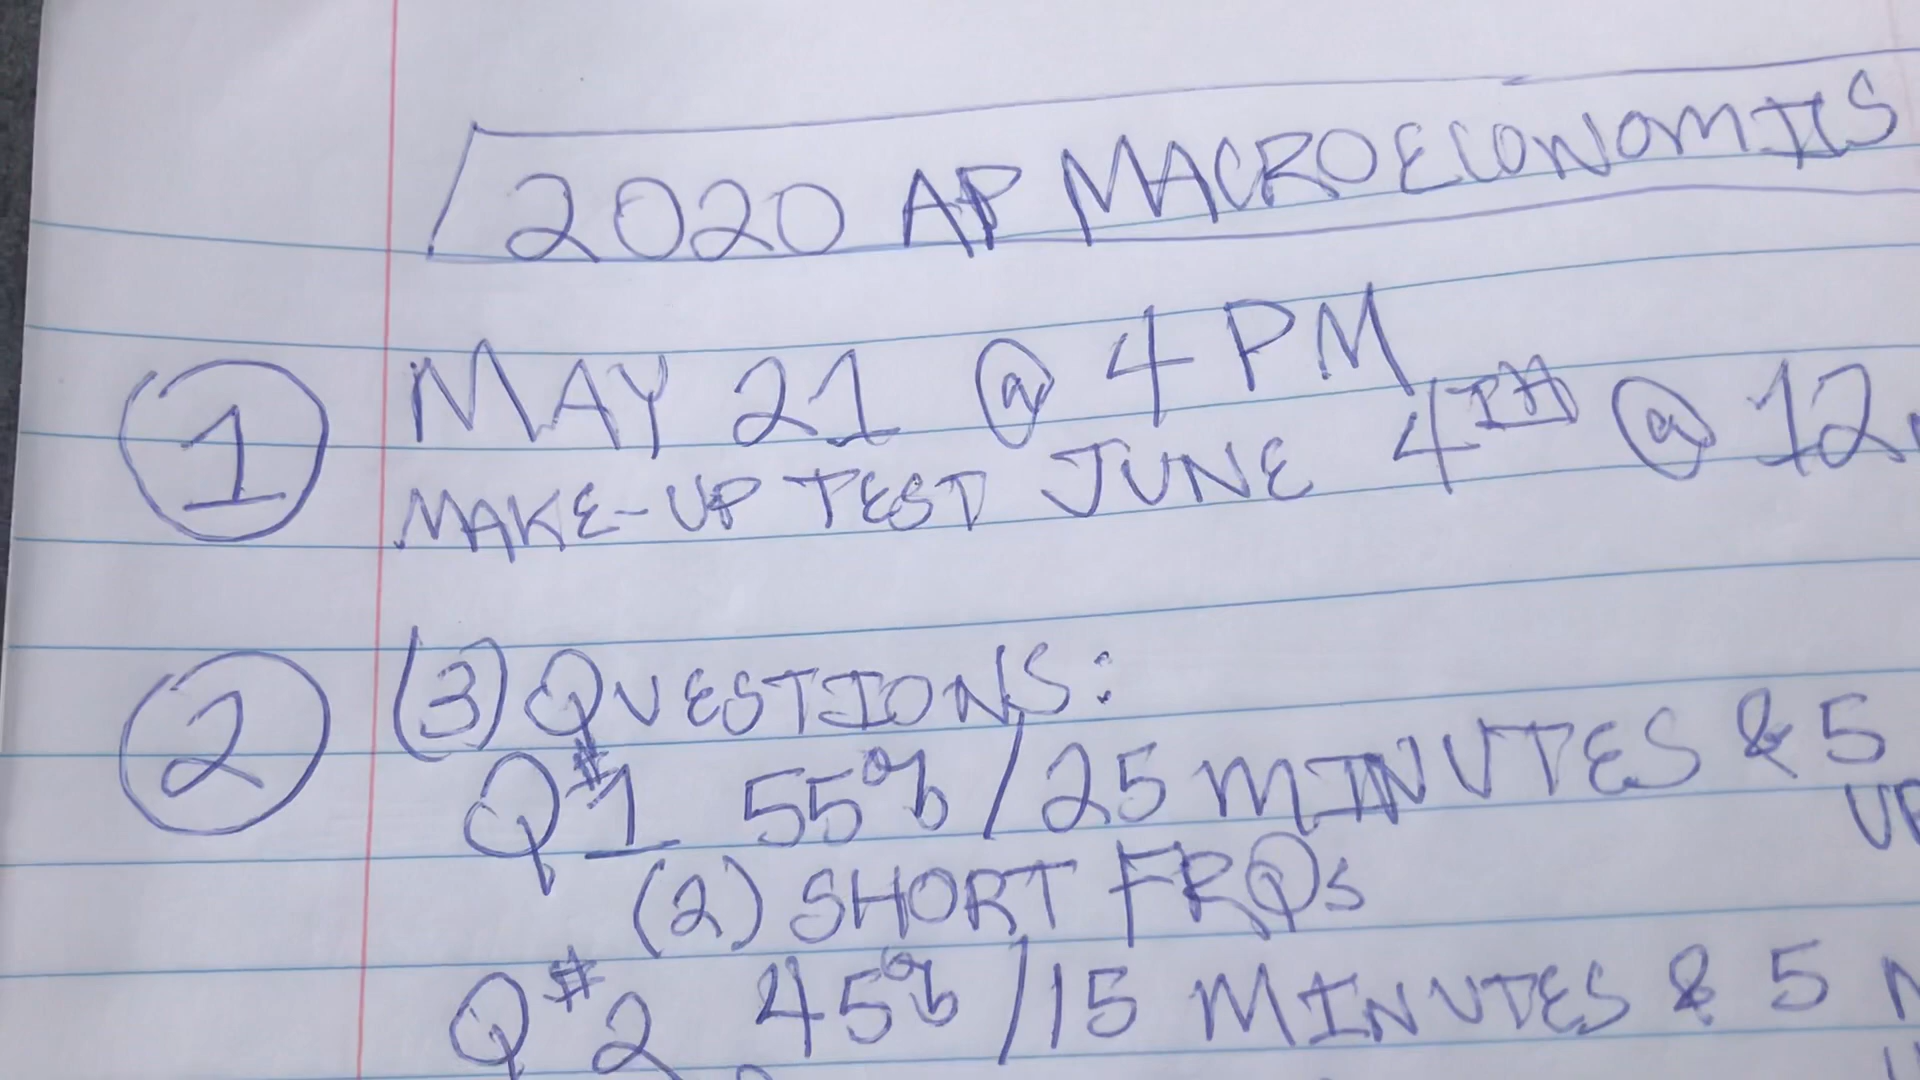 2020 AP MACROECONOMICS
1 MAY 21 @ 4 PM
MAKE-UP TEST JUNE 4TH @ 12
2 (3) QUESTIONS:
Q#1 55% / 25 MINUTES & 5
(2) SHORT FRQs
Q#2 45% / 15 MINUTES & 5